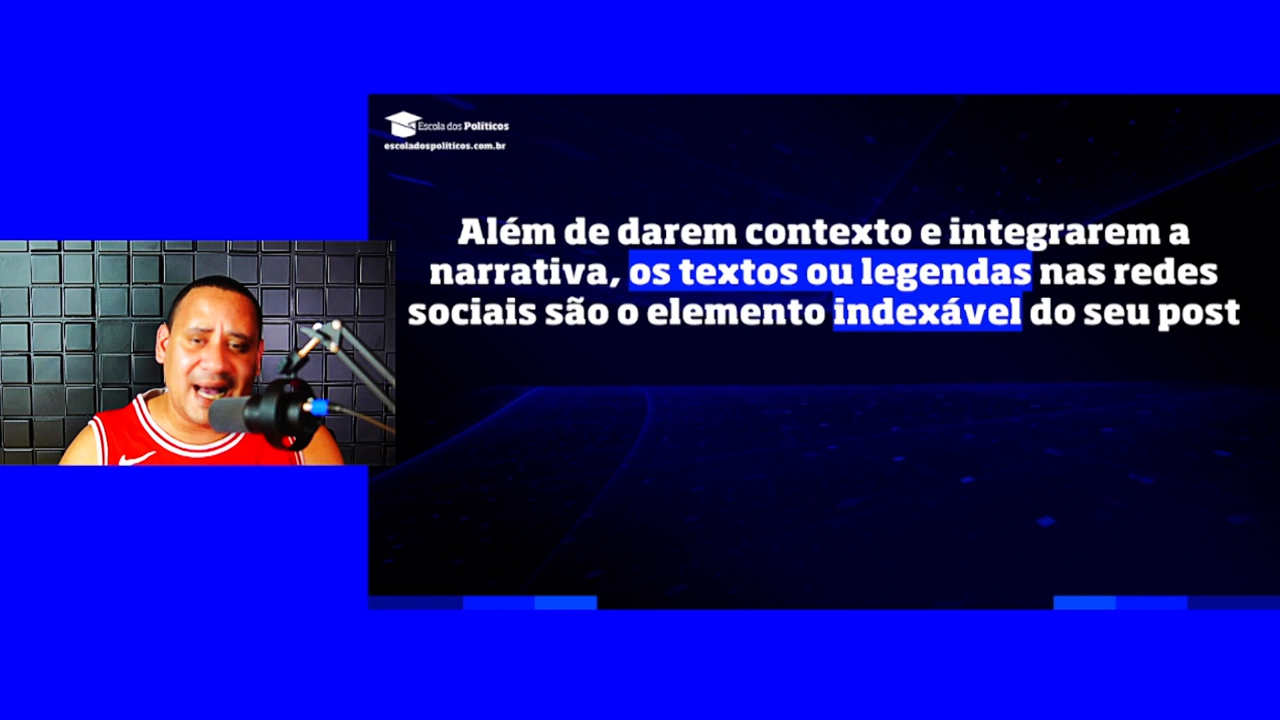 Escola dos Políticos
escoladospoliticos.com.br
Além de darem contexto e integrarem a
narrativa, os textos ou legendas nas redes
sociais são o elemento indexável do seu post